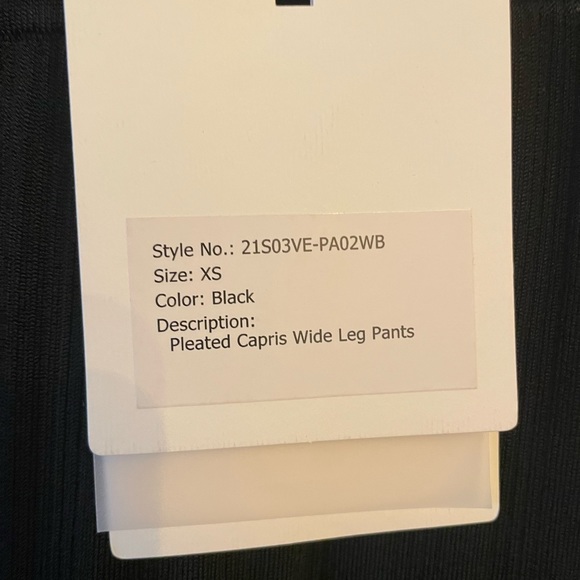 Style No.: 21S03VE-PA02WB
Size: XS
Color: Black
Description:
Pleated Capris Wide Leg Pants